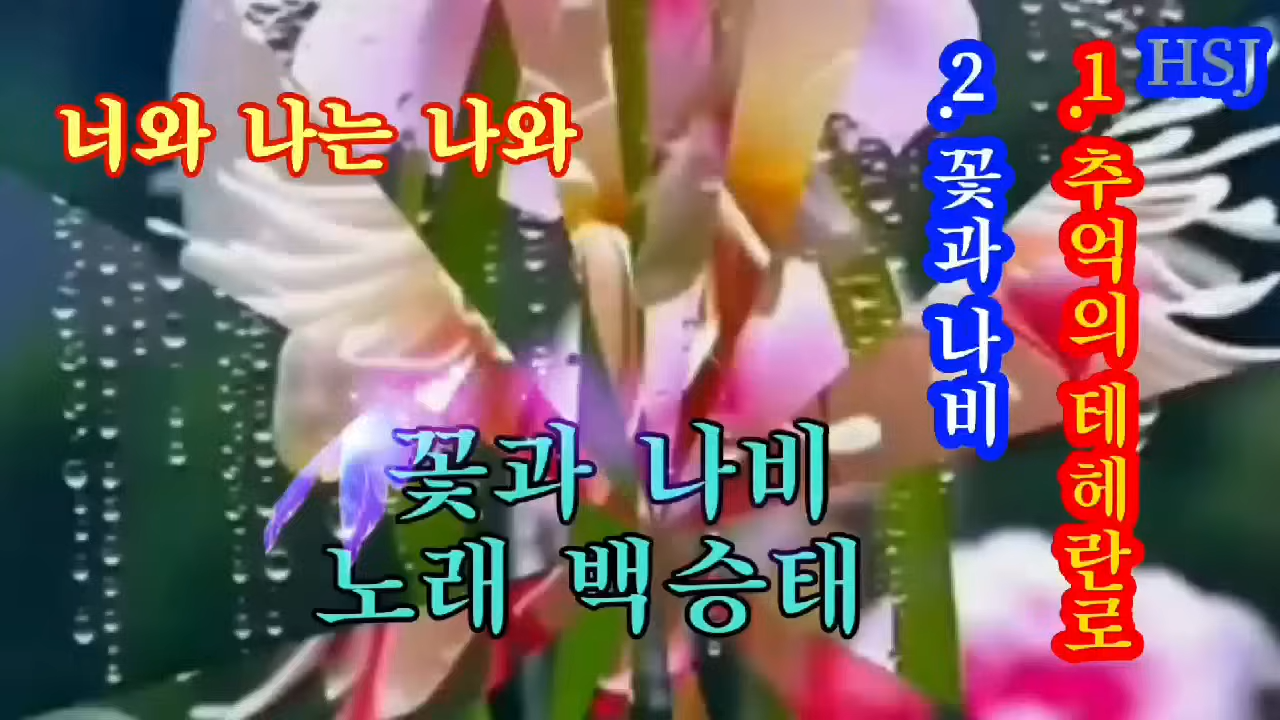 HSJ
너와 나는 나와
1. 추억의 테헤란로
2. 꽃과 나비
꽃과 나비
노래 백승태